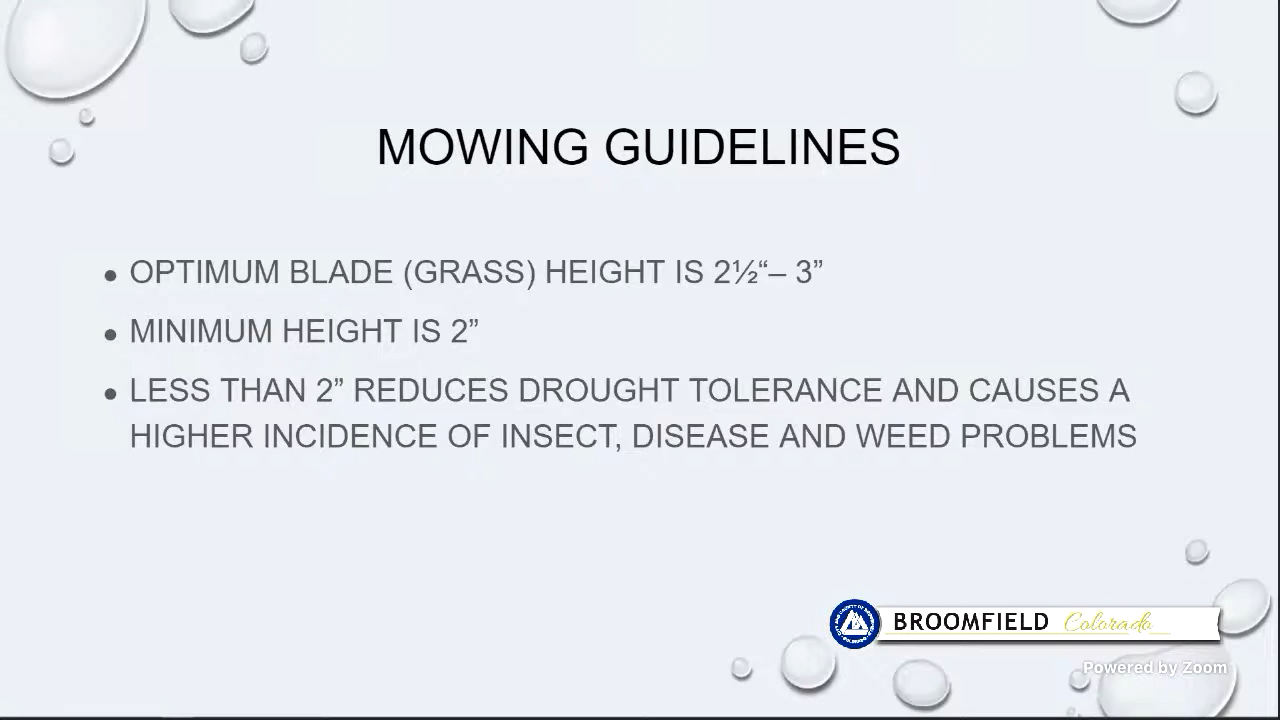 MOWING GUIDELINES
• OPTIMUM BLADE (GRASS) HEIGHT IS 2½“– 3”
• MINIMUM HEIGHT IS 2”
• LESS THAN 2” REDUCES DROUGHT TOLERANCE AND CAUSES A
HIGHER INCIDENCE OF INSECT, DISEASE AND WEED PROBLEMS
BROOMFIELD Colorado
Powered by Zoom